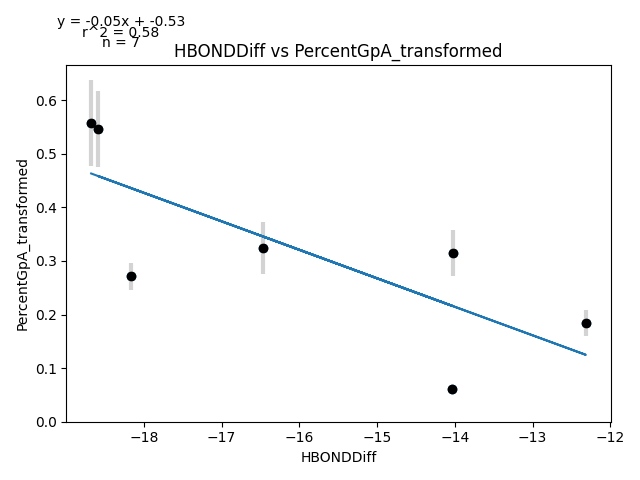 y = -0.05x + -0.53
r^2 = 0.58
n = 7
HBONDDiff vs PercentGpA_transformed
PercentGpA_transformed
0.6
0.5
0.4
0.3
0.2
0.1
0.0
−18 −17 −16 −15 −14 −13 −12
HBONDDiff